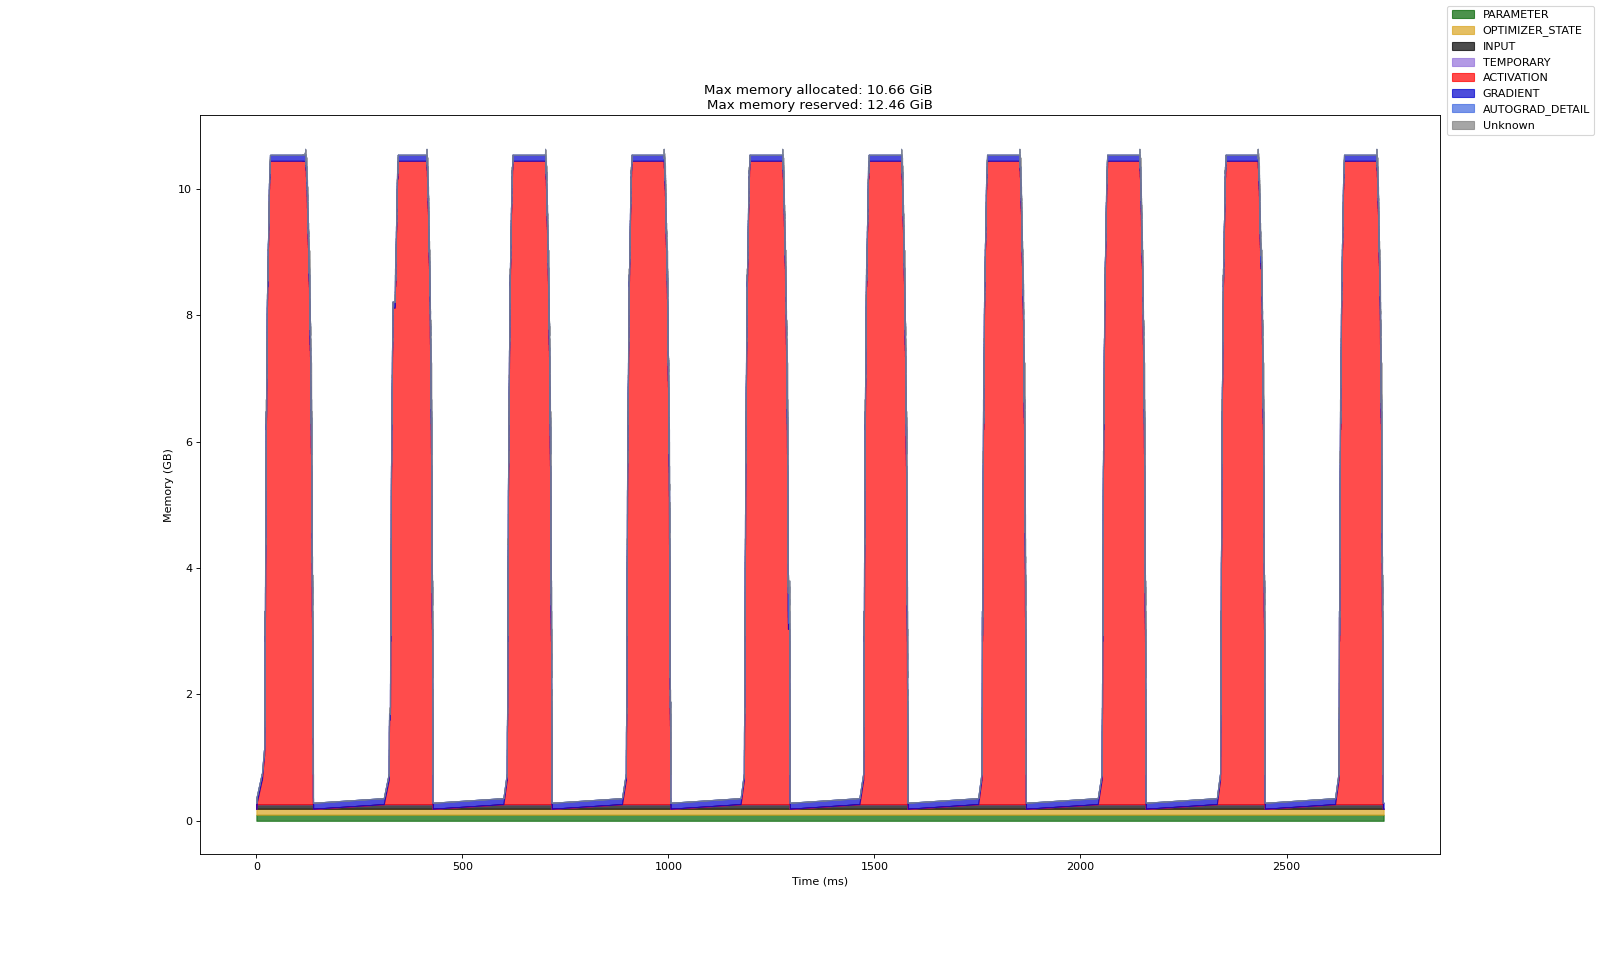 PARAMETER
OPTIMIZER_STATE
INPUT
TEMPORARY
ACTIVATION
GRADIENT
AUTOGRAD_DETAIL
Unknown
Max memory allocated: 10.66 GiB
Max memory reserved: 12.46 GiB
10
8
6
4
2
0
Memory (GB)
0 500 1000 1500 2000 2500
Time (ms)